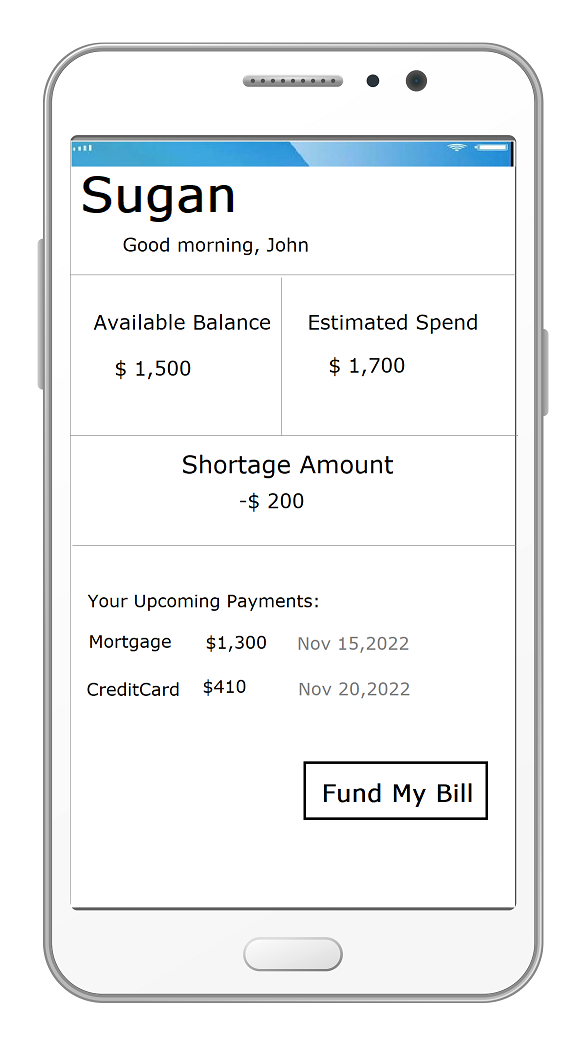 Sugan
Good morning, John
Available Balance
$ 1,500
Estimated Spend
$ 1,700
Shortage Amount
-$ 200
Your Upcoming Payments:
Mortgage $1,300 Nov 15,2022
CreditCard $410 Nov 20,2022
Fund My Bill